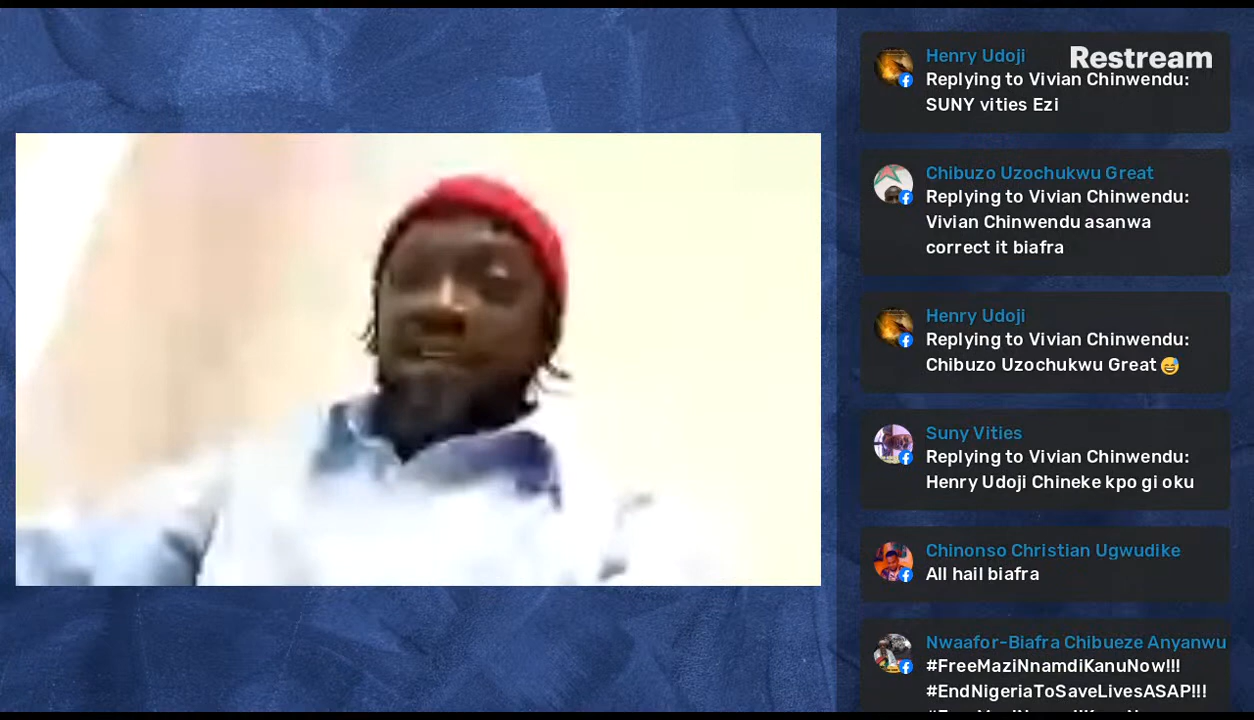 Restream
Henry Udoji
Replying to Vivian Chinwendu:
SUNY vities Ezi
Chibuzo Uzochukwu Great
Replying to Vivian Chinwendu:
Vivian Chinwendu asanwa
correct it biafra
Henry Udoji
Replying to Vivian Chinwendu:
Chibuzo Uzochukwu Great😅
Suny Vities
Replying to Vivian Chinwendu:
Henry Udoji Chineke kpo gi oku
Chinonso Christian Ugwudike
All hail biafra
Nwaafor-Biafra Chibueze Anyanwu
#FreeMaziNnamdiKanuNow!!!
#EndNigeriaToSaveLivesASAP!!!